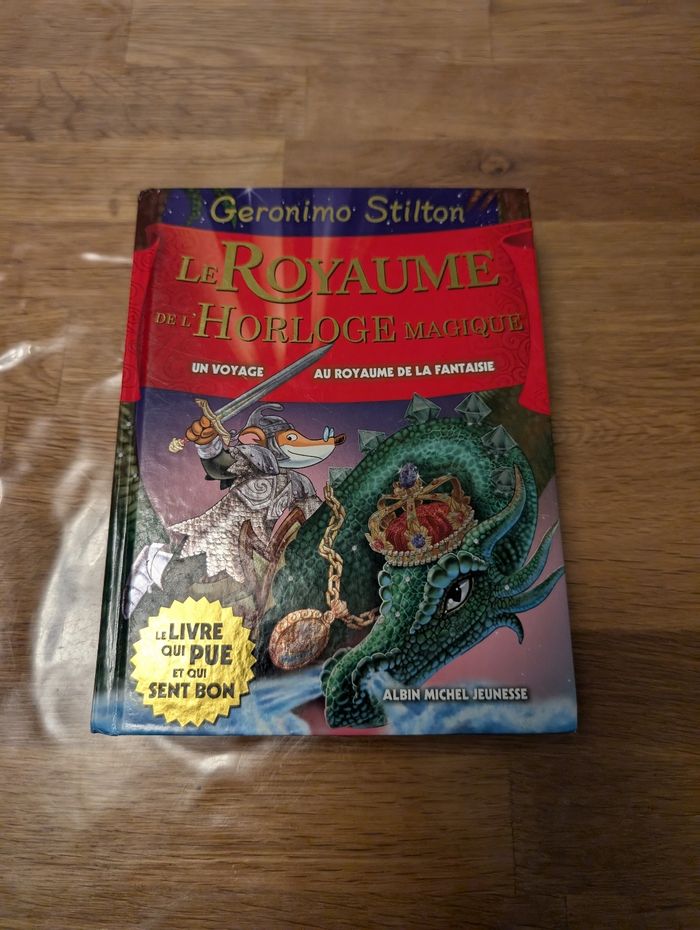 Geronimo Stilton
LE ROYAUME
DE L'HORLOGE MAGIQUE
UN VOYAGE AU ROYAUME DE LA FANTAISIE
LE LIVRE
QUI PUE
ET QUI
SENT BON
ALBIN MICHEL JEUNESSE